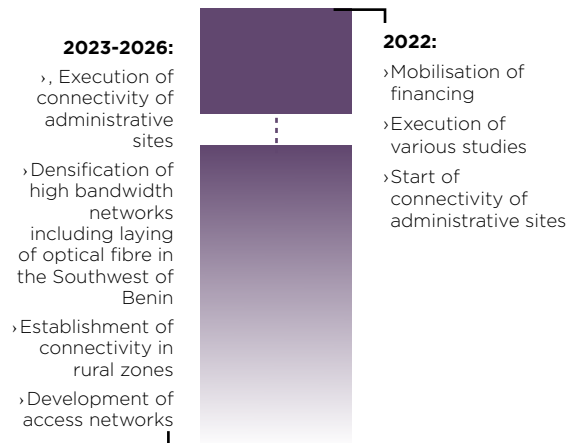 2023-2026:
›, Execution of
connectivity of
administrative
sites
›Densification of
high bandwidth
networks
including laying
of optical fibre in
the Southwest of
Benin
›Establishment of
connectivity in
rural zones
›Development of
access networks
2022:
›Mobilisation of
financing
›Execution of
various studies
›Start of
connectivity of
administrative sites